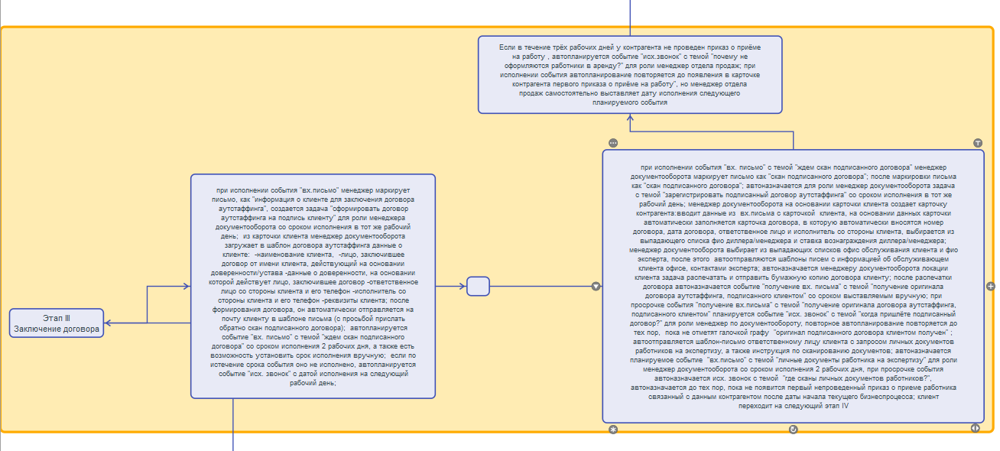 Если в течение трёх рабочих дней у контрагента не проведен приказ о приёме
на работу , автопланируется событие "исх.звонок" с темой "почему не
оформляются работники в аренду?" для роли менеджер отдела продаж; при
исполнении события автопланирование повторяется до появления в карточке
контрагента первого приказа о приёме на работу", но менеджер отдела
продаж самостоятельно выставляет дату исполнения следующего
планируемого события
Этап III
Заключение договора
при исполнении события "вх.письмо" менеджер маркирует
письмо, как "информация о клиенте для заключения договора
аутстаффинга", создается задача "сформировать договор
аутстаффинга на подпись клиенту" для роли менеджера
документооборота со сроком исполнения в тот же рабочий
день;  из карточки клиента менеджер документооборота
загружает в шаблон договора аутстаффинга данные о
клиенте:  -наименование клиента,  -лицо, заключившее
договор от имени клиента, действующий на основании
доверенности/устава -данные о доверенности, на основании
которой действует лицо, заключившее договор -ответственное
лицо со стороны клиента и его телефон -исполнитель со
стороны клиента и его телефон -реквизиты клиента; после
формирования договора, он автоматически отправляется на
почту клиенту в шаблоне письма (с просьбой прислать
обратно скан подписанного договора);  автопланируется
событие "вх. письмо" с темой "ждем скан подписанного
договора" со сроком исполнения 2 рабочих дня, а также есть
возможность установить срок исполнения вручную;  если по
истечение срока события оно не исполнено, автопланируется
событие "исх. звонок" с датой исполнения на следующий
рабочий день;
при исполнении события "вх. письмо" с темой "ждем скан подписанного договора" менеджер
документооборота маркирует письмо как "скан подписанного договора"; после маркировки письма
как "скан подписанного договора"; автоназначается для роли менеджер документооборота задача
с темой "зарегистрировать подписанный договор аутстаффинга" со сроком исполнения в тот же
рабочий день; менеджер документооборота на основании карточки клиента создает карточку
контрагента:вводит данные из  вх.письма с карточкой  клиента, на основании данных карточки
автоматически заполняется карточка договора, в которую автоматически вносятся номер
договора, дата договора, ответственное лицо и исполнитель со стороны клиента, выбирается из
выпадающего списка фио диллера/менеджера и ставка вознаграждения диллера/менеджера;
менеджер документооборота выбирает из выпадающих списков офис обслуживания клиента и фио
эксперта, после этого  автоотправляются шаблоны писем с информацией об обслуживающем
клиента офисе, контактами эксперта; автоназначается менеджеру документооборота локации
клиента задача распечатать и отправить бумажную копию договора клиенту; после распечатки
договора автоназначается событие "получение вх. письма" с темой "получение оригинала
договора аутстаффинга, подписанного клиентом" со сроком выставляемым вручную; при
просрочке события "получение вх.письма" с темой "получение оригинала договора аутстаффинга,
подписанного клиентом" планируется событие "исх. звонок" с темой "когда пришлёте подписанный
договор?" для роли менеджер по документообороту, повторное автопланирование повторяется до
тех пор,  пока не отметят галочкой графу  "оригинал подписанного договора клиентом получен" ;
автоотправляется шаблон-письмо ответственному лицу клиента с запросом личных документов
работников на экспертизу, а также инструкция по сканированию документов; автоназначается
планируемое событие  "вх.письмо" с темой "личные документы работника на экспертизу" для роли
менеджер документооборота со сроком исполнения 2 рабочих дня, при просрочке события
автоназначается исх. звонок с темой  "где сканы личных документов работников?",
автоназначается до тех пор, пока не появится первый непроведенный приказ о приеме работника
связанный с данным контрагентом после даты начала текущего бизнеспроцесса; клиент
переходит на следующий этап IV